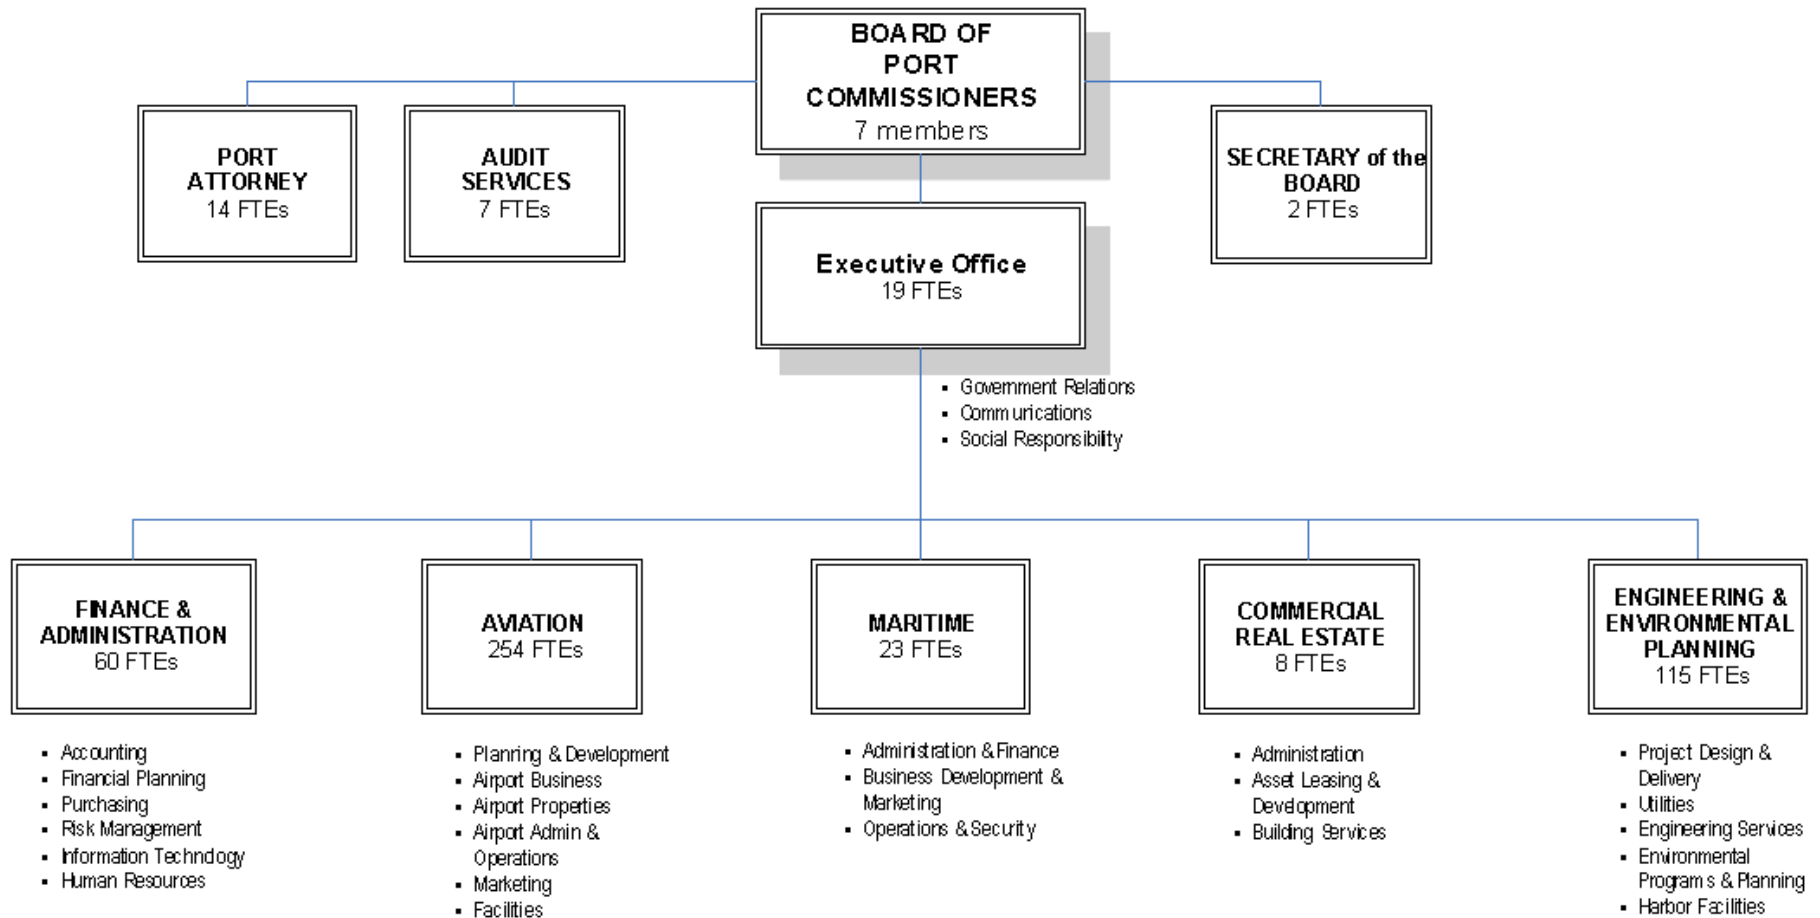 BOARD OF
PORT
COMMISSIONERS
7 members
PORT
ATTORNEY
14 FTEs
AUDIT
SERVICES
7 FTEs
SECRETARY of the
BOARD
2 FTEs
Executive Office
19 FTEs
▪ Government Relations
▪ Communications
▪ Social Responsibility
FINANCE &
ADMINISTRATION
60 FTEs
▪ Accounting
▪ Financial Planning
▪ Purchasing
▪ Risk Management
▪ Information Technology
▪ Human Resources
AVIATION
254 FTEs
▪ Planning & Development
▪ Airport Business
▪ Airport Properties
▪ Airport Admin &
Operations
▪ Marketing
▪ Facilities
MARITIME
23 FTEs
▪ Administration & Finance
▪ Business Development &
Marketing
▪ Operations & Security
COMMERCIAL
REAL ESTATE
8 FTEs
▪ Administration
▪ Asset Leasing &
Development
▪ Building Services
ENGINEERING &
ENVIRONMENTAL
PLANNING
115 FTEs
▪ Project Design &
Delivery
▪ Utilities
▪ Engineering Services
▪ Environmental
Programs & Planning
▪ Harbor Facilities